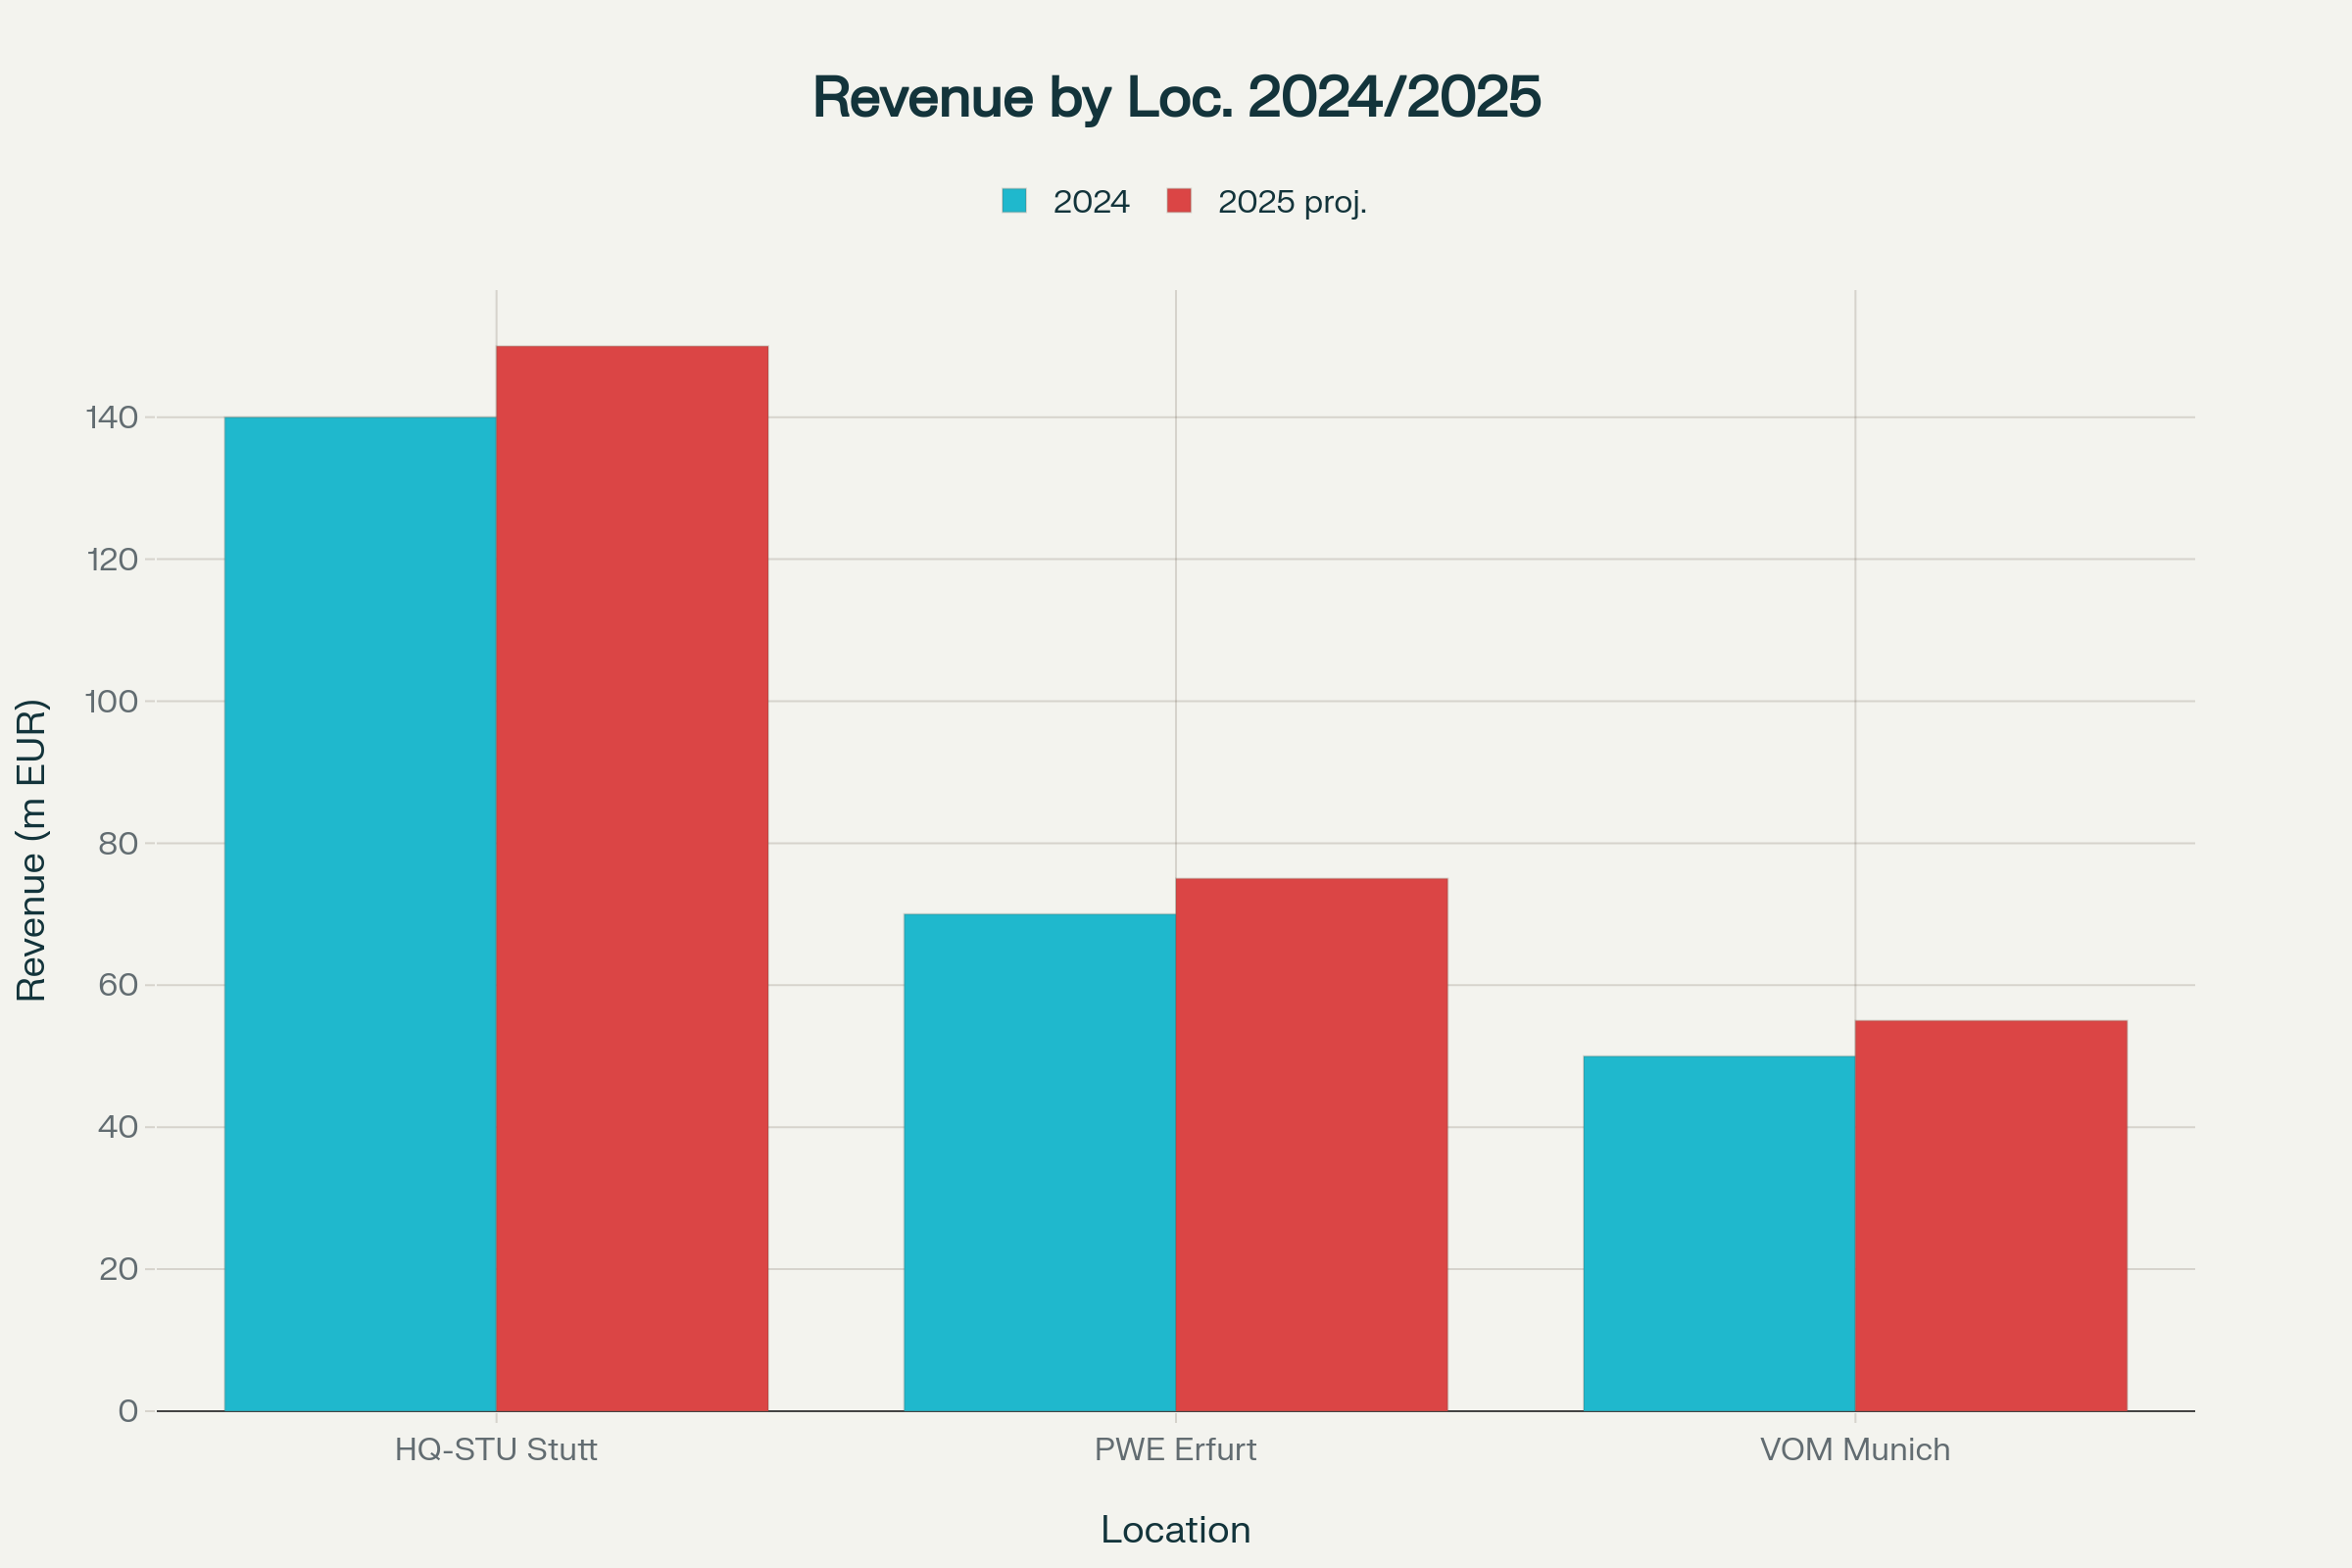 Revenue by Loc. 2024/2025
2024
2025 proj.
Revenue (m EUR)
140
120
100
80
60
40
20
0
HQ-STU Stutt
PWE Erfurt
VOM Munich
Location